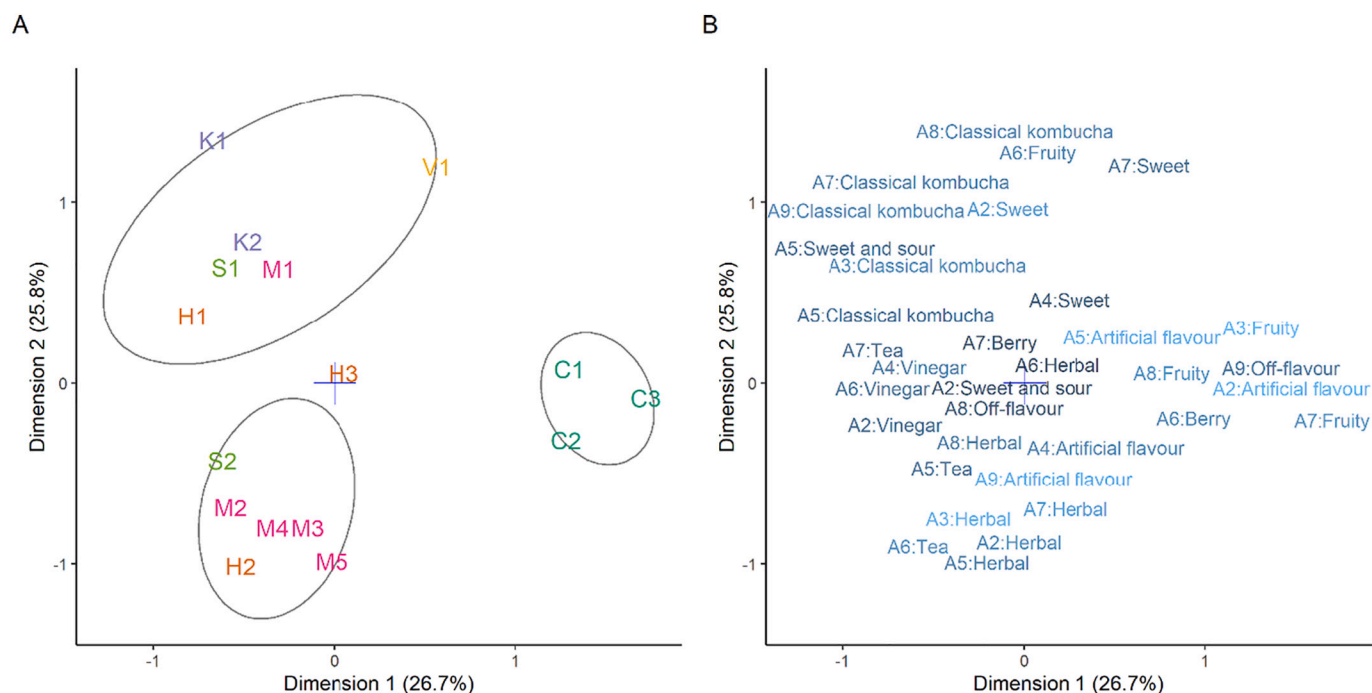 A
Dimension 2 (25.8%)
1
0
-1
K1
V1
K2
S1
M1
H1
H3
C1
C3
C2
S2
M2
M4
M3
M5
H2
-1
0
1
Dimension 1 (26.7%)
B
Dimension 2 (25.8%)
1
0
-1
A8:Classical kombucha
A6:Fruity
A7:Sweet
A7:Classical kombucha
A9:Classical kombucha
A2:Sweet
A5:Sweet and sour
A3:Classical kombucha
A4:Sweet
A5:Classical kombucha
A3:Fruity
A5:Artificial flavour
A7:Berry
A7:Tea
A6:Herbal
A4:Vinegar
A9:Off-flavour
A8:Fruity
A6:Vinegar
A2:Sweet and sour
A2:Artificial flavour
A8:Off-flavour
A6:Berry
A7:Fruity
A2:Vinegar
A8:Herbal
A4:Artificial flavour
A5:Tea
A9:Artificial flavour
A7:Herbal
A3:Herbal
A6:Tea
A2:Herbal
A5:Herbal
-1
0
1
Dimension 1 (26.7%)